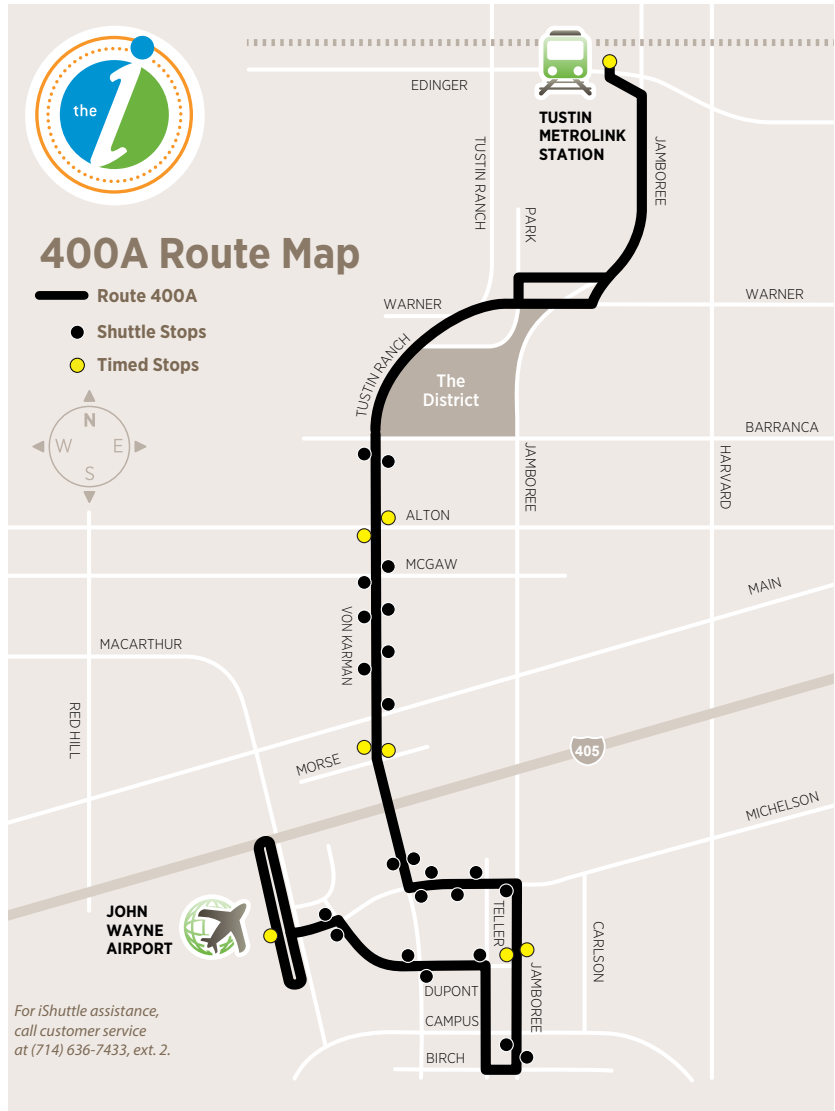 the
i
EDINGER
TUSTIN
METROLINK
STATION
TUSTIN RANCH
JAMBOREE
PARK
400A Route Map
Route 400A
Shuttle Stops
Timed Stops
WARNER
WARNER
TUSTIN RANCH
The
District
N
W E
S
BARRANCA
JAMBOREE
HARVARD
ALTON
MCGAW
MAIN
VON KARMAN
MACARTHUR
RED HILL
MORSE
405
MICHELSON
JOHN
WAYNE
AIRPORT
TELLER
CARLSON
JAMBOREE
DUPONT
CAMPUS
BIRCH
For iShuttle assistance,
call customer service
at (714) 636-7433, ext. 2.